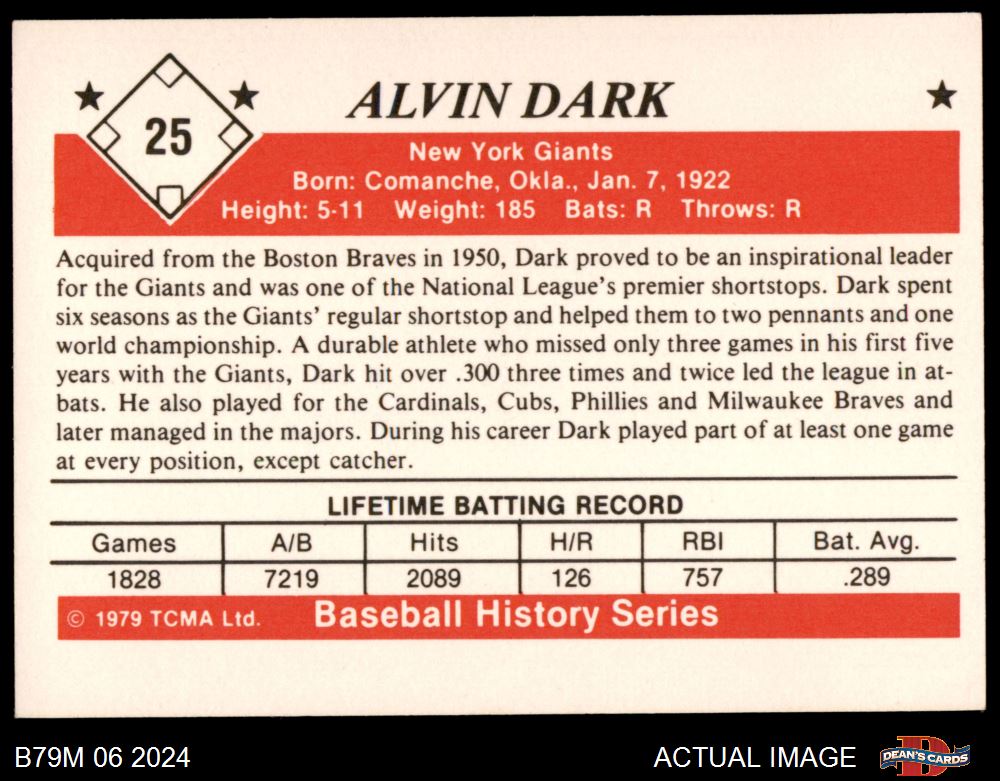 25
ALVIN DARK
New York Giants
Born: Comanche, Okla., Jan. 7, 1922
Height: 5-11 Weight: 185 Bats: R Throws: R
Acquired from the Boston Braves in 1950, Dark proved to be an inspirational leader
for the Giants and was one of the National League's premier shortstops. Dark spent
six seasons as the Giants' regular shortstop and helped them to two pennants and one
world championship. A durable athlete who missed only three games in his first five
years with the Giants, Dark hit over .300 three times and twice led the league in at-
bats. He also played for the Cardinals, Cubs, Phillies and Milwaukee Braves and
later managed in the majors. During his career Dark played part of at least one game
at every position, except catcher.
LIFETIME BATTING RECORD
Games A/B Hits H/R RBI Bat. Avg.
1828 7219 2089 126 757 .289
© 1979 TCMA Ltd. Baseball History Series
B79M 06 2024 ACTUAL IMAGE DEAN'S CARDS